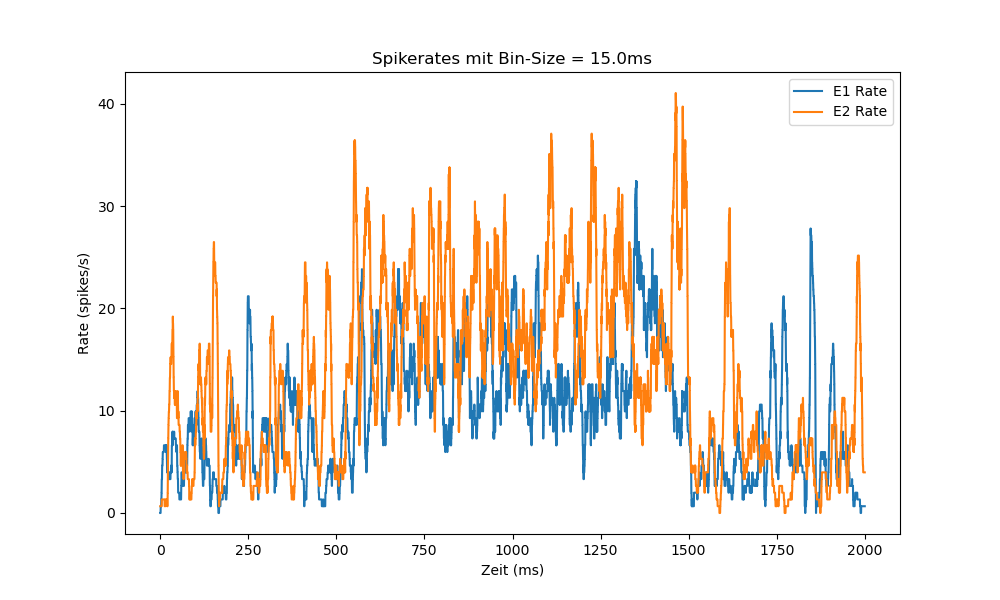 Spikerates mit Bin-Size = 15.0ms
E1 Rate
E2 Rate
Rate (spikes/s)
40
30
20
10
0
0 250 500 750 1000 1250 1500 1750 2000
Zeit (ms)